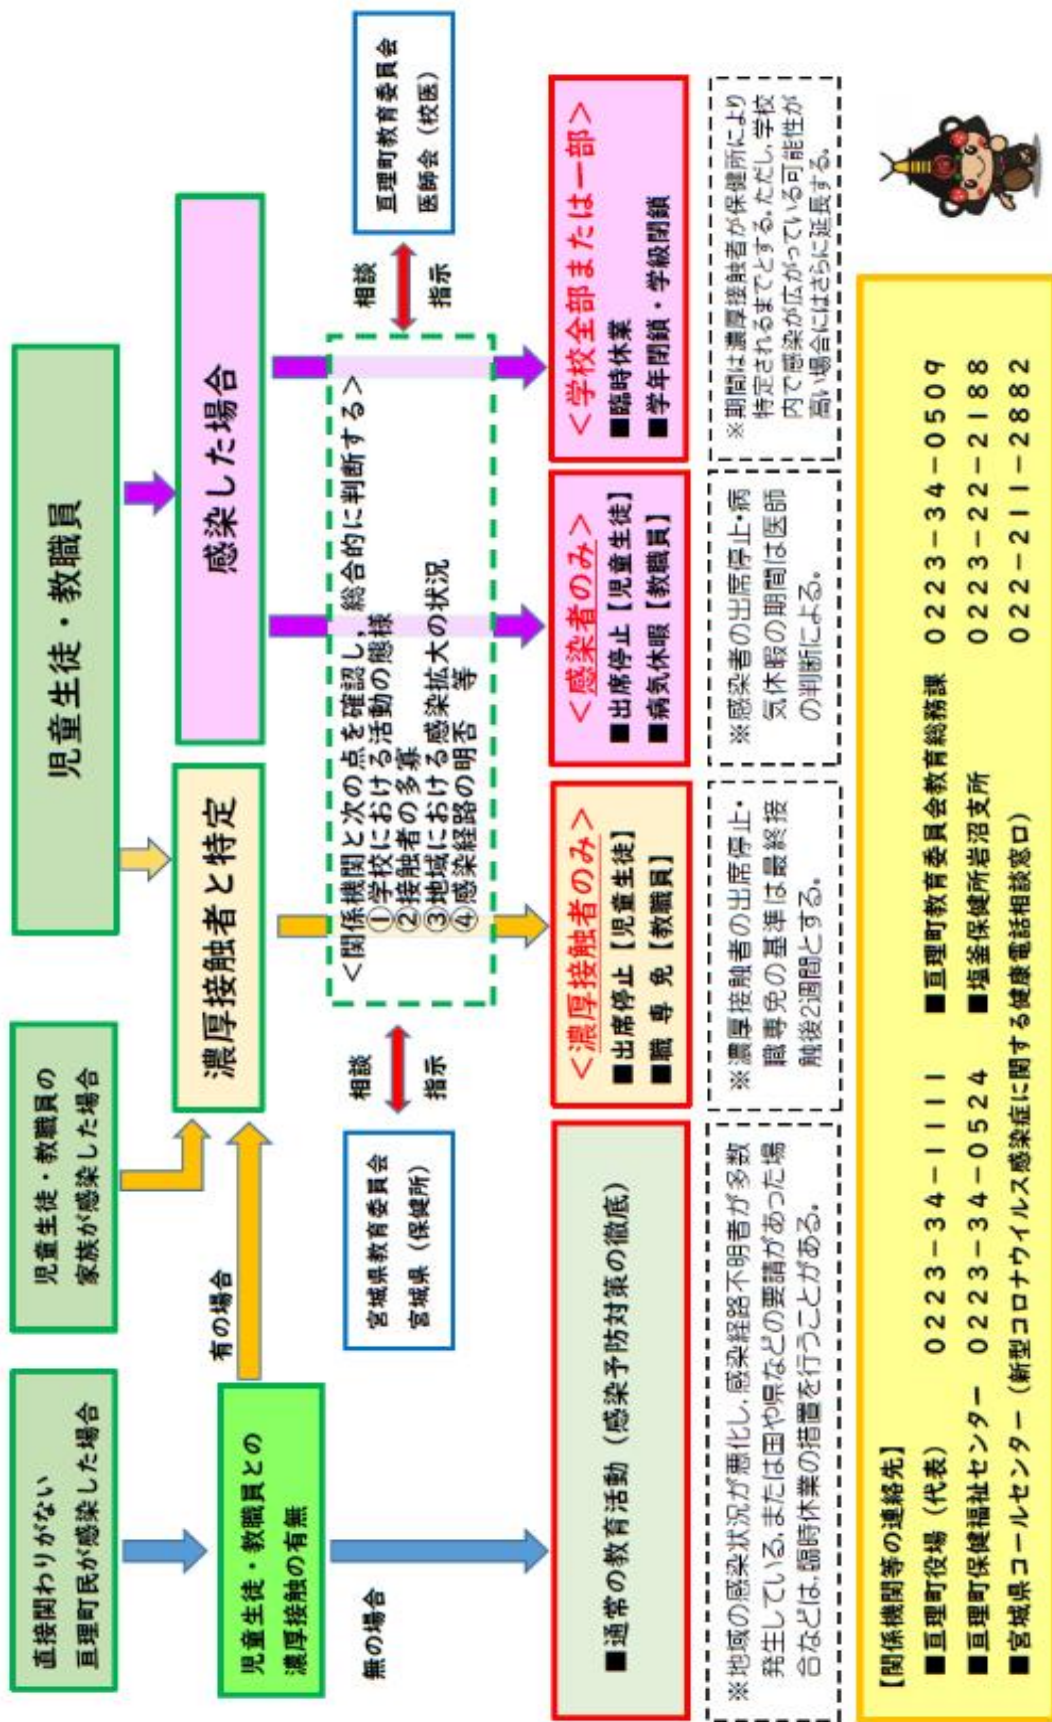 直接関わりがない
亘理町民が感染した場合
児童生徒・教職員の
家族が感染した場合
児童生徒・教職員
児童生徒・教職員との
濃厚接触の有無
有の場合
無の場合
濃厚接触者と特定
感染した場合
宮城県教育委員会
宮城県（保健所）
相談
指示
＜関係機関と次の点を確認し，総合的に判断する＞
①学校における活動の態様
②接触者の多寡
③地域における感染拡大の状況
④感染経路の明否　等
相談
指示
亘理町教育委員会
医師会（校医）
■通常の教育活動（感染予防対策の徹底）
＜濃厚接触者のみ＞
■出席停止【児童生徒】
■職　専　免【教職員】
＜感染者のみ＞
■出席停止【児童生徒】
■病気休暇【教職員】
＜学校全部または一部＞
■臨時休業
■学年閉鎖・学級閉鎖
※地域の感染状況が悪化し，感染経路不明者が多数
発生している，または国や県などの要請があった場
合などは，臨時休業の措置を行うことがある。
※濃厚接触者の出席停止・
職専免の基準は最終接
触後2週間とする。
※感染者の出席停止・病
気休暇の期間は医師
の判断による。
※期間は濃厚接触者が保健所により
特定されるまでとする。ただし，学校
内で感染が広がっている可能性が
高い場合にはさらに延長する。
【関係機関等の連絡先】
■亘理町役場（代表）　０２２３－３４－１１１１　■亘理町教育委員会教育総務課　０２２３－３４－０５０９
■亘理町保健福祉センター　０２２３－３４－０５２４　■塩釜保健所岩沼支所　０２２３－２２－２１８８
■宮城県コールセンター（新型コロナウイルス感染症に関する健康電話相談窓口）　０２２－２１１－２８８２